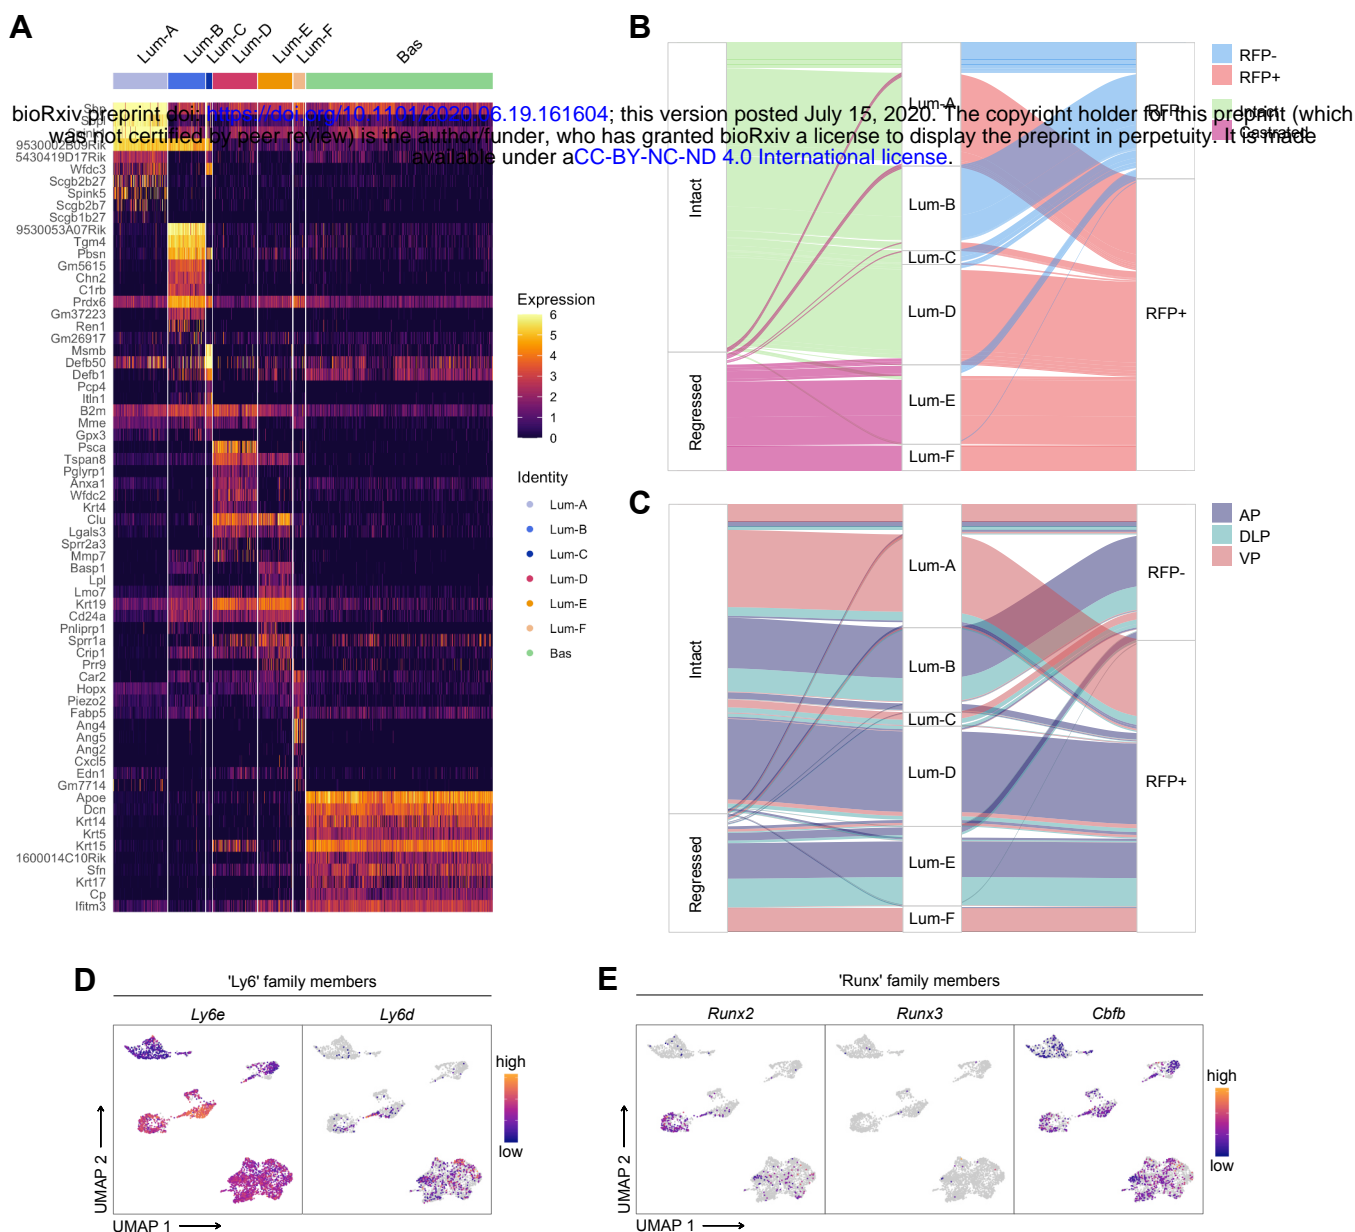 A
Lum-A
Lum-B
Lum-C
Lum-D
Lum-E
Lum-F
Bas
bioRxiv preprint doi: https://doi.org/10.1101/2020.06.19.161604; this version posted July 15, 2020. The copyright holder for this preprint (which
was not certified by peer review) is the author/funder, who has granted bioRxiv a license to display the preprint in perpetuity. It is made
available under aCC-BY-NC-ND 4.0 International license.
Sbp
Spink1
9530002B09Rik
5430419D17Rik
Wfdc3
Scgb2b27
Spink5
Scgb2b7
Scgb1b27
9530053A07Rik
Tgm4
Pbsn
Gm5615
Chn2
C1rb
Prdx6
Gm37223
Ren1
Gm26917
Msmb
Defb50
Defb1
Pcp4
Itln1
B2m
Mme
Gpx3
Psca
Tspan8
Pglyrp1
Anxa1
Wfdc2
Krt4
Clu
Lgals3
Sprr2a3
Mmp7
Basp1
Lpl
Lmo7
Krt19
Cd24a
Pnliprp1
Sprr1a
Crip1
Prr9
Car2
Hopx
Piezo2
Fabp5
Ang4
Ang5
Ang2
Cxcl5
Edn1
Gm7714
Apoe
Dcn
Krt14
Krt5
Krt15
1600014C10Rik
Sfn
Krt17
Cp
Ifitm3
Expression
6
5
4
3
2
1
0
Identity
Lum-A
Lum-B
Lum-C
Lum-D
Lum-E
Lum-F
Bas
B
Intact
Regressed
Lum-A
Lum-B
Lum-C
Lum-D
Lum-E
Lum-F
RFP-
RFP+
RFP-
RFP+
Intact
Castrated
C
Intact
Regressed
Lum-A
Lum-B
Lum-C
Lum-D
Lum-E
Lum-F
RFP-
RFP+
AP
DLP
VP
D
'Ly6' family members
Ly6e
Ly6d
high
low
UMAP 2
UMAP 1
E
'Runx' family members
Runx2
Runx3
Cbfb
high
low
UMAP 2
UMAP 1